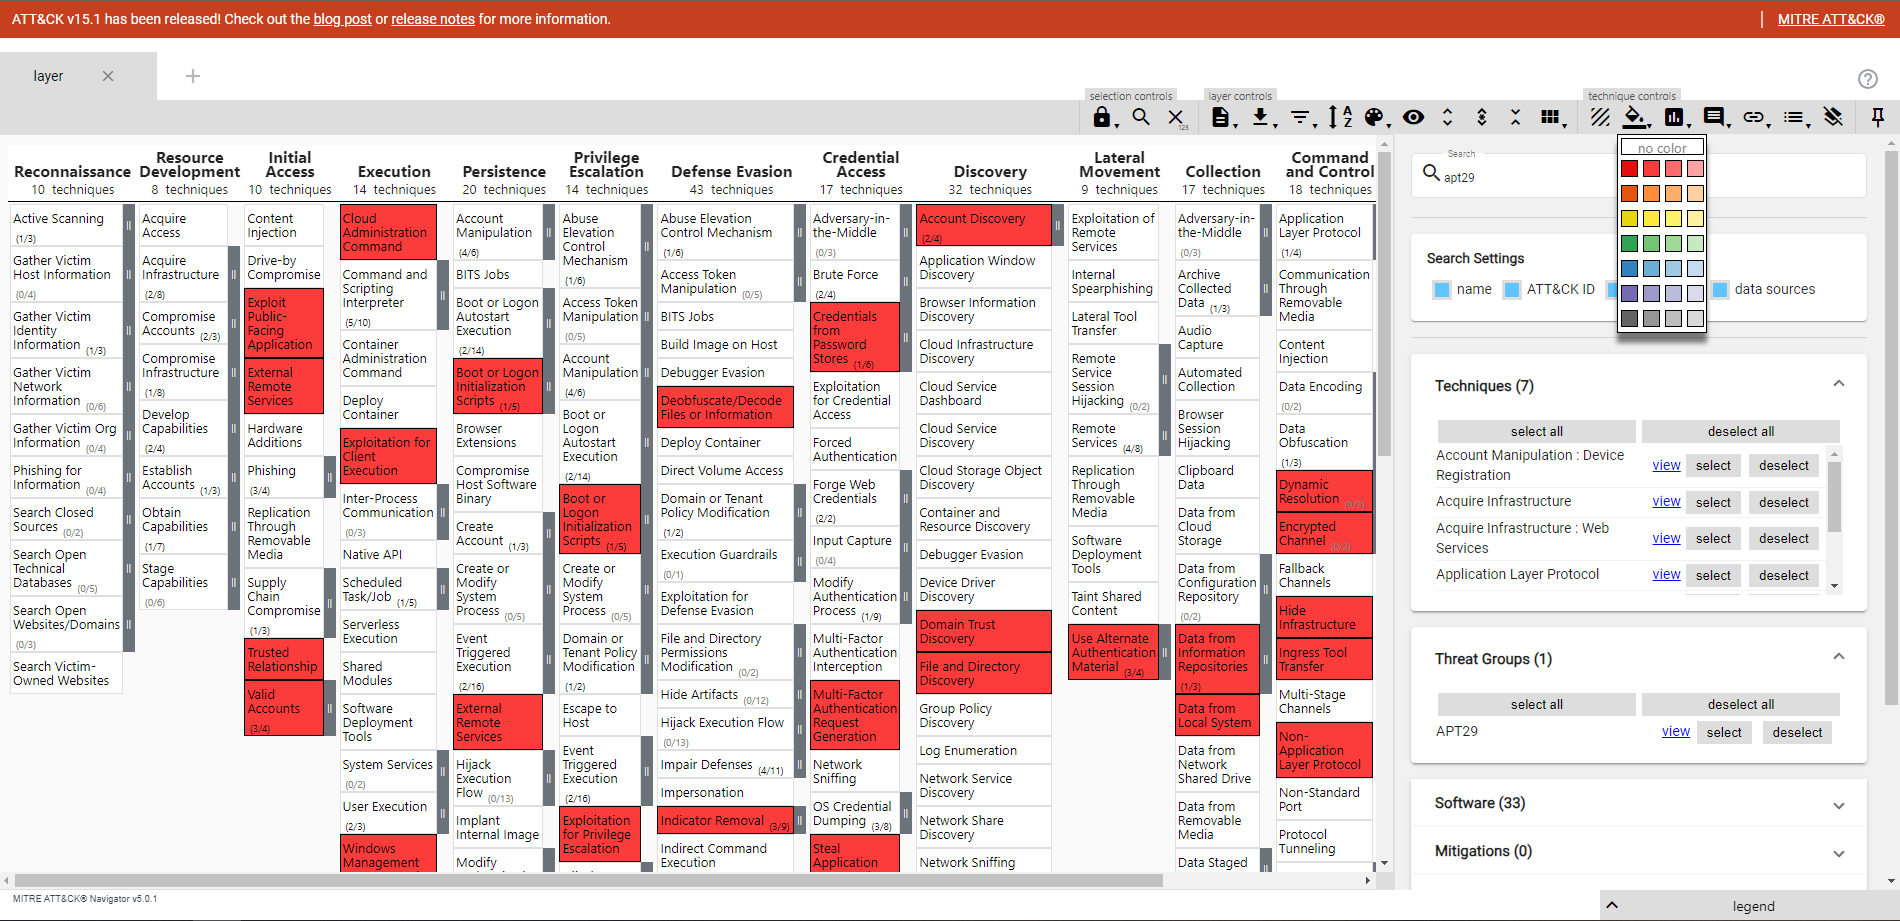 ATT&CK v15.1 has been released! Check out the blog post or release notes for more information.
MITRE ATT&CK®
layer
selection controls
layer controls
technique controls
no color
Search
apt29
Search Settings
name
ATT&CK ID
data sources
Techniques (7)
select all
deselect all
Account Manipulation : Device
Registration
view
select
deselect
Acquire Infrastructure
view
select
deselect
Acquire Infrastructure : Web
Services
view
select
deselect
Application Layer Protocol
view
select
deselect
Threat Groups (1)
select all
deselect all
APT29
view
select
deselect
Software (33)
Mitigations (0)
legend
Reconnaissance
10 techniques
Active Scanning
(1/3)
Gather Victim
Host Information
(0/4)
Gather Victim
Identity
Information (1/3)
Gather Victim
Network
Information (0/6)
Gather Victim Org
Information (0/4)
Phishing for
Information (0/4)
Search Closed
Sources (0/2)
Search Open
Technical
Databases (0/5)
Search Open
Websites/Domains
(0/3)
Search Victim-
Owned Websites
Resource
Development
8 techniques
Acquire
Access
Acquire
Infrastructure
(2/8)
Compromise
Accounts (2/3)
Compromise
Infrastructure
(1/8)
Develop
Capabilities
(2/4)
Establish
Accounts (1/3)
Obtain
Capabilities
(1/7)
Stage
Capabilities
(0/6)
Initial
Access
10 techniques
Content
Injection
Drive-by
Compromise
Exploit
Public-
Facing
Application
External
Remote
Services
Hardware
Additions
Phishing
(3/4)
Replication
Through
Removable
Media
Supply
Chain
Compromise
(1/3)
Trusted
Relationship
Valid
Accounts
(3/4)
Execution
14 techniques
Cloud
Administration
Command
Command and
Scripting
Interpreter
(5/10)
Container
Administration
Command
Deploy
Container
Exploitation for
Client
Execution
Inter-Process
Communication
(0/3)
Native API
Scheduled
Task/Job (1/5)
Serverless
Execution
Shared
Modules
Software
Deployment
Tools
System Services
(0/2)
User Execution
(2/3)
Windows
Management
Persistence
20 techniques
Account
Manipulation
(4/6)
BITS Jobs
Boot or Logon
Autostart
Execution
(2/14)
Boot or Logon
Initialization
Scripts (1/5)
Browser
Extensions
Compromise
Host Software
Binary
Create
Account (1/3)
Create or
Modify
System
Process (0/5)
Event
Triggered
Execution
(2/16)
External
Remote
Services
Hijack
Execution
Flow (0/13)
Implant
Internal Image
Modify
Privilege
Escalation
14 techniques
Abuse
Elevation
Control
Mechanism
(1/6)
Access Token
Manipulation
(0/5)
Account
Manipulation
(4/6)
Boot or
Logon
Autostart
Execution
(2/14)
Boot or
Logon
Initialization
Scripts (1/5)
Create or
Modify
System
Process (0/5)
Domain or
Tenant Policy
Modification
(1/2)
Escape to
Host
Event
Triggered
Execution
(2/16)
Exploitation
for Privilege
Escalation
Defense Evasion
43 techniques
Abuse Elevation
Control Mechanism
(1/6)
Access Token
Manipulation (0/5)
BITS Jobs
Build Image on Host
Debugger Evasion
Deobfuscate/Decode
Files or Information
Deploy Container
Direct Volume Access
Domain or Tenant
Policy Modification
(1/2)
Execution Guardrails
(0/1)
Exploitation for
Defense Evasion
File and Directory
Permissions
Modification (0/2)
Hide Artifacts (0/12)
Hijack Execution Flow
(0/13)
Impair Defenses (4/11)
Impersonation
Indicator Removal (3/9)
Indirect Command
Execution
Credential
Access
17 techniques
Adversary-in-
the-Middle
(0/3)
Brute Force
(2/4)
Credentials
from
Password
Stores (1/6)
Exploitation
for Credential
Access
Forced
Authentication
Forge Web
Credentials
(2/2)
Input Capture
(0/4)
Modify
Authentication
Process (1/9)
Multi-Factor
Authentication
Interception
Multi-Factor
Authentication
Request
Generation
Network
Sniffing
OS Credential
Dumping (3/8)
Steal
Application
Discovery
32 techniques
Account Discovery
(2/4)
Application Window
Discovery
Browser Information
Discovery
Cloud Infrastructure
Discovery
Cloud Service
Dashboard
Cloud Service
Discovery
Cloud Storage Object
Discovery
Container and
Resource Discovery
Debugger Evasion
Device Driver
Discovery
Domain Trust
Discovery
File and Directory
Discovery
Group Policy
Discovery
Log Enumeration
Network Service
Discovery
Network Share
Discovery
Network Sniffing
Lateral
Movement
9 techniques
Exploitation of
Remote
Services
Internal
Spearphishing
Lateral Tool
Transfer
Remote
Service
Session
Hijacking (0/2)
Remote
Services (4/8)
Replication
Through
Removable
Media
Software
Deployment
Tools
Taint Shared
Content
Use Alternate
Authentication
Material (3/4)
Collection
17 techniques
Adversary-in-
the-Middle
(0/3)
Archive
Collected
Data (1/3)
Audio
Capture
Automated
Collection
Browser
Session
Hijacking
Clipboard
Data
Data from
Cloud
Storage
Data from
Configuration
Repository
(0/2)
Data from
Information
Repositories
(1/3)
Data from
Local System
Data from
Network
Shared Drive
Data from
Removable
Media
Data Staged
Command
and Control
18 techniques
Application
Layer Protocol
(1/4)
Communication
Through
Removable
Media
Content
Injection
Data Encoding
(0/2)
Data
Obfuscation
(1/3)
Dynamic
Resolution
Encrypted
Channel
Fallback
Channels
Hide
Infrastructure
Ingress Tool
Transfer
Multi-Stage
Channels
Non-
Application
Layer Protocol
Non-Standard
Port
Protocol
Tunneling
MITRE ATT&CK® Navigator v5.0.1